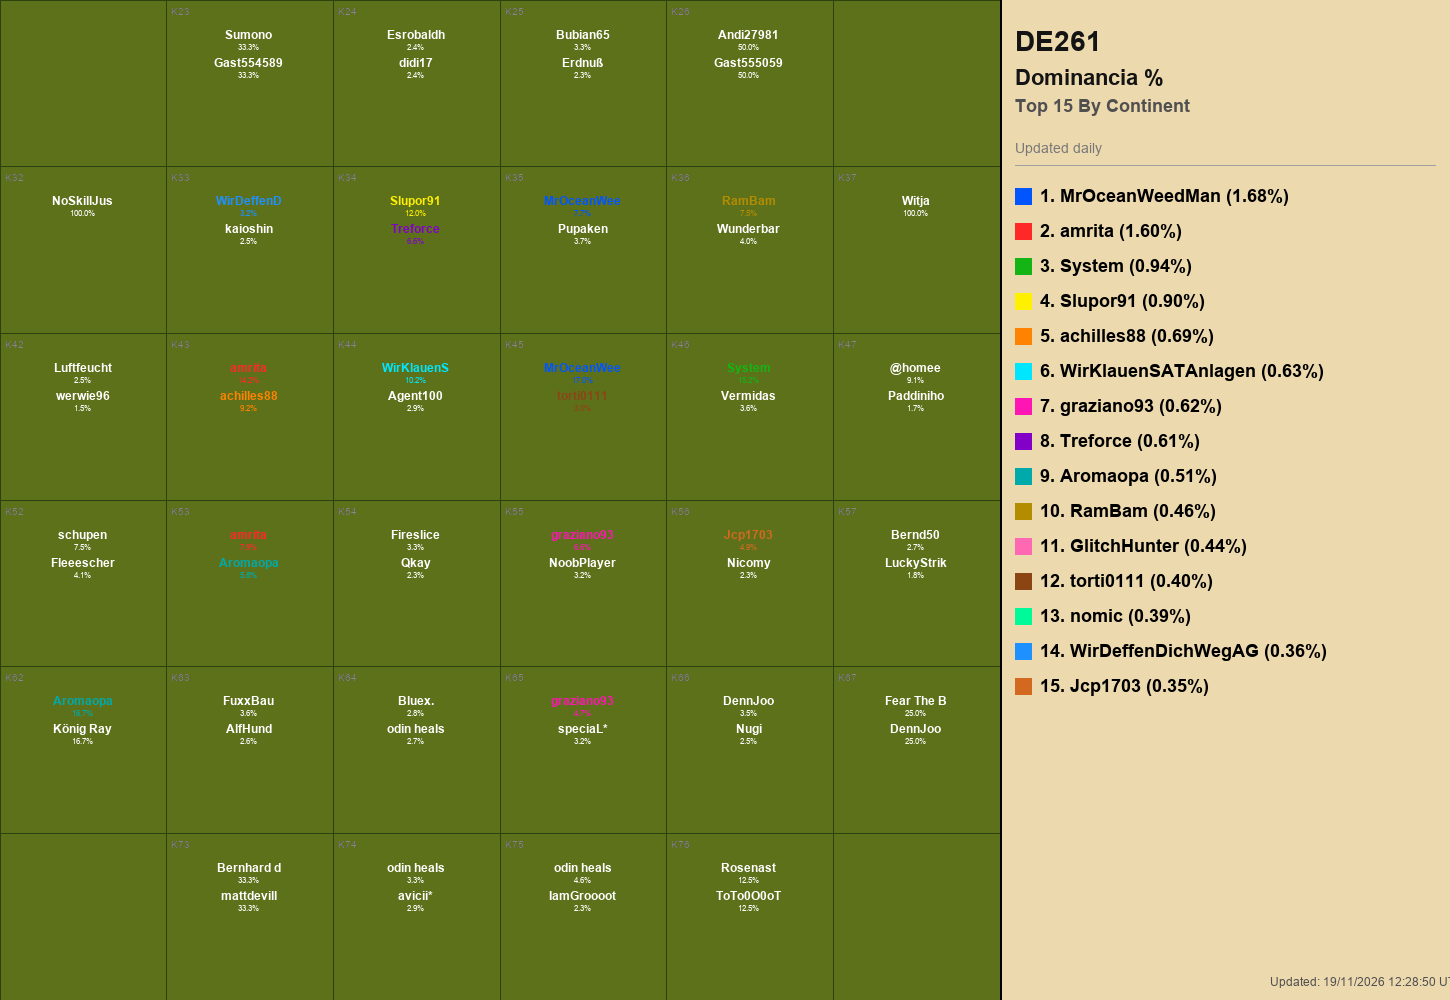 K23
Sumono
33.3%
Gast554589
33.3%
K24
Esrobaldh
2.4%
didi17
2.4%
K25
Bubian65
3.3%
Erdnuß
2.3%
K26
Andi27981
50.0%
Gast555059
50.0%
K32
NoSkillJus
100.0%
K33
WirDeffenD
kaioshin
2.5%
K34
Slupor91
12.0%
Treforce
K35
MrOceanWee
Pupaken
3.7%
K36
RamBam
Wunderbar
4.0%
K37
Witja
100.0%
K42
Luftfeucht
2.5%
werwie96
1.5%
K43
amrita
achilles88
9.2%
K44
WirKlauenS
10.2%
Agent100
2.9%
K45
MrOceanWee
torti0111
K46
System
Vermidas
3.6%
K47
@homee
9.1%
Paddiniho
1.7%
K52
schupen
7.5%
Fleeescher
4.1%
K53
amrita
Aromaopa
K54
Fireslice
3.3%
Qkay
2.3%
K55
graziano93
NoobPlayer
3.2%
K56
Jcp1703
4.9%
Nicomy
2.3%
K57
Bernd50
2.7%
LuckyStrik
1.8%
K62
Aromaopa
16.7%
König Ray
16.7%
K63
FuxxBau
3.6%
AlfHund
2.6%
K64
Bluex.
2.8%
odin heals
2.7%
K65
graziano93
speciaL*
3.2%
K66
DennJoo
3.5%
Nugi
2.5%
K67
Fear The B
25.0%
DennJoo
25.0%
K73
Bernhard d
33.3%
mattdevill
33.3%
K74
odin heals
3.3%
avicii*
2.9%
K75
odin heals
4.6%
IamGroooot
2.3%
K76
Rosenast
12.5%
ToTo0O0oT
12.5%
DE261
Dominancia %
Top 15 By Continent
Updated daily
1. MrOceanWeedMan (1.68%)
2. amrita (1.60%)
3. System (0.94%)
4. Slupor91 (0.90%)
5. achilles88 (0.69%)
6. WirKlauenSATAnlagen (0.63%)
7. graziano93 (0.62%)
8. Treforce (0.61%)
9. Aromaopa (0.51%)
10. RamBam (0.46%)
11. GlitchHunter (0.44%)
12. torti0111 (0.40%)
13. nomic (0.39%)
14. WirDeffenDichWegAG (0.36%)
15. Jcp1703 (0.35%)
Updated: 19/11/2026 12:28:50